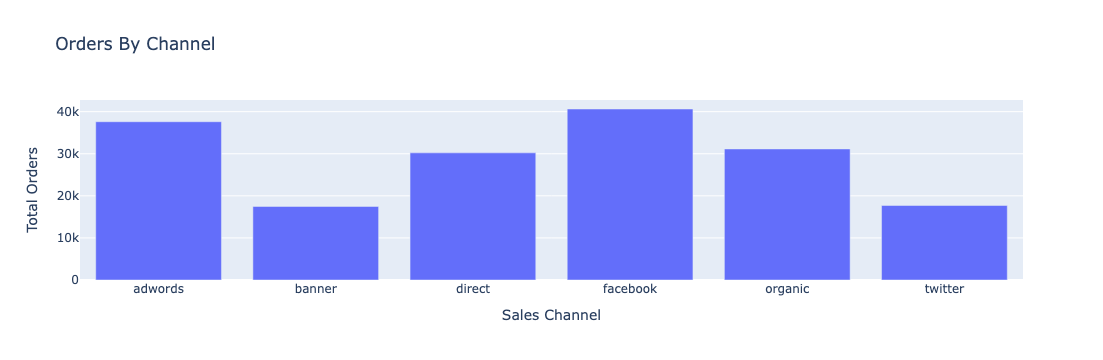 Orders By Channel
Total Orders
40k
30k
20k
10k
0
adwords banner direct facebook organic twitter
Sales Channel